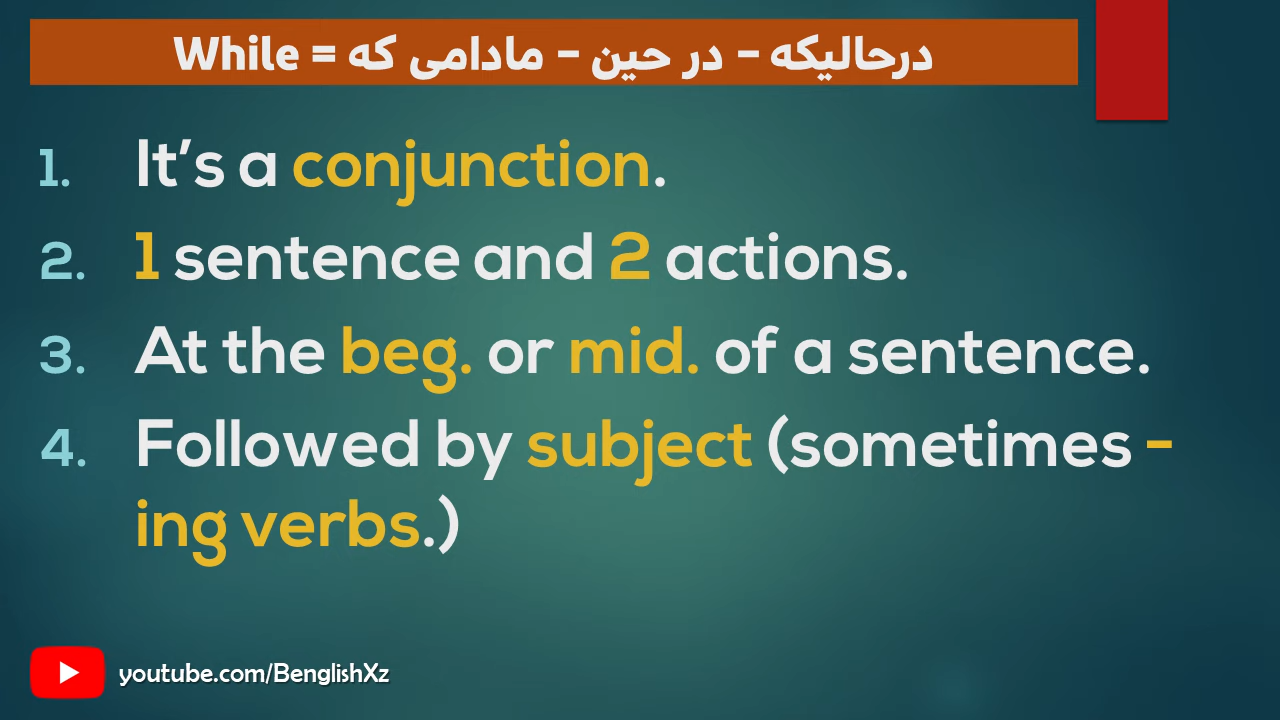 While = درحالیکه - در حین - مادامی که
1. It's a conjunction.
2. 1 sentence and 2 actions.
3. At the beg. or mid. of a sentence.
4. Followed by subject (sometimes -
ing verbs.)
youtube.com/BenglishXz